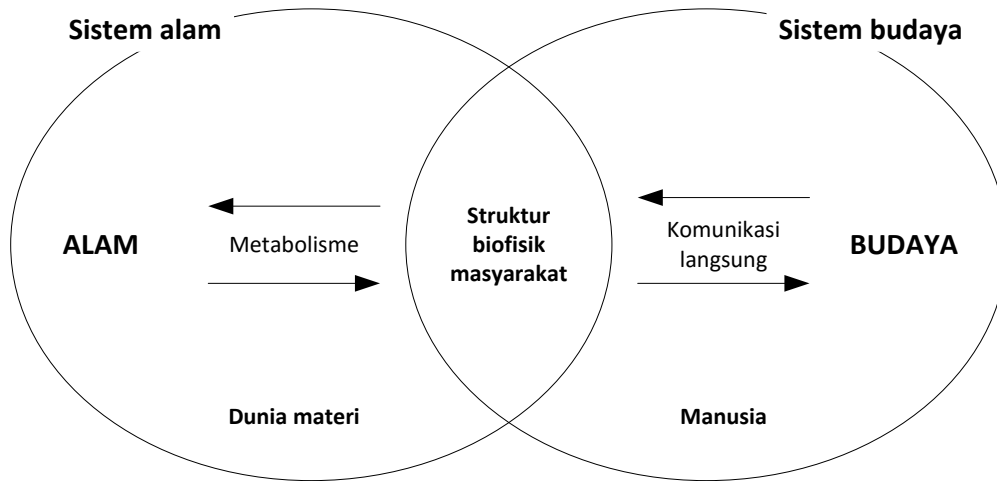 Sistem alam
Sistem budaya
ALAM
Metabolisme
Struktur
biofisik
masyarakat
Komunikasi
langsung
BUDAYA
Dunia materi
Manusia